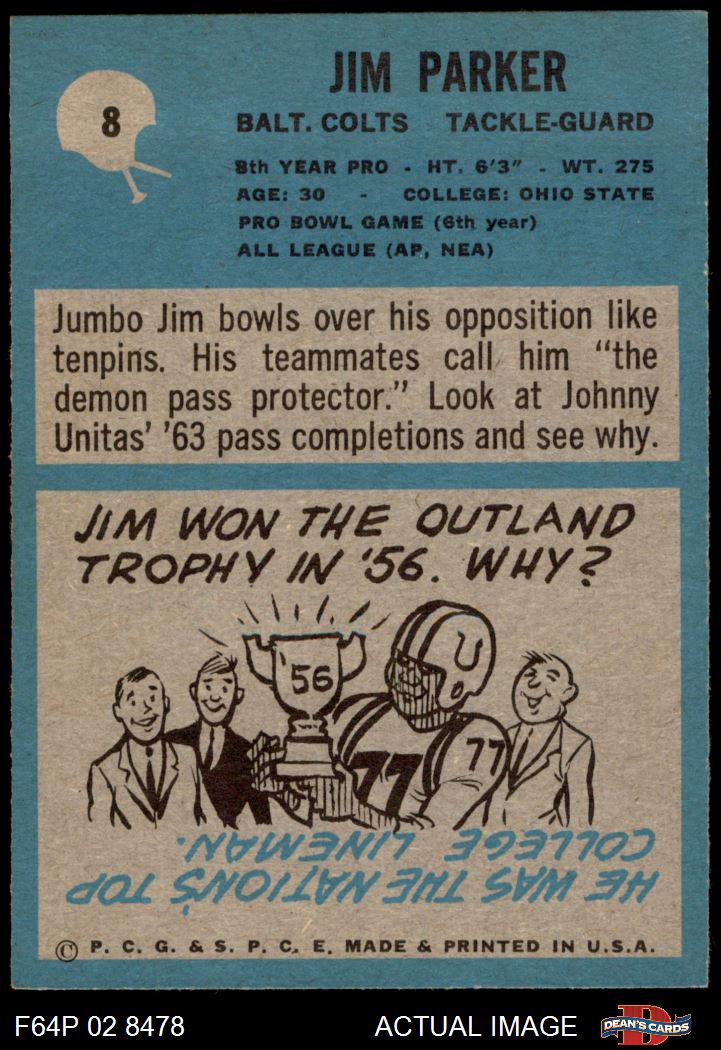 8
JIM PARKER
BALT. COLTS TACKLE-GUARD
8th YEAR PRO - HT. 6'3" - WT. 275
AGE: 30 - COLLEGE: OHIO STATE
PRO BOWL GAME (6th year)
ALL LEAGUE (AP, NEA)
Jumbo Jim bowls over his opposition like
tenpins. His teammates call him “the
demon pass protector.” Look at Johnny
Unitas’ ’63 pass completions and see why.
JIM WON THE OUTLAND
TROPHY IN '56. WHY?
'56
77
77
HE WAS THE NATION'S TOP
COLLEGE LINEMAN.
© P. C. G. & S. P. C. E. MADE & PRINTED IN U.S.A.
F64P 02 8478 ACTUAL IMAGE
D
DEAN'S CARDS